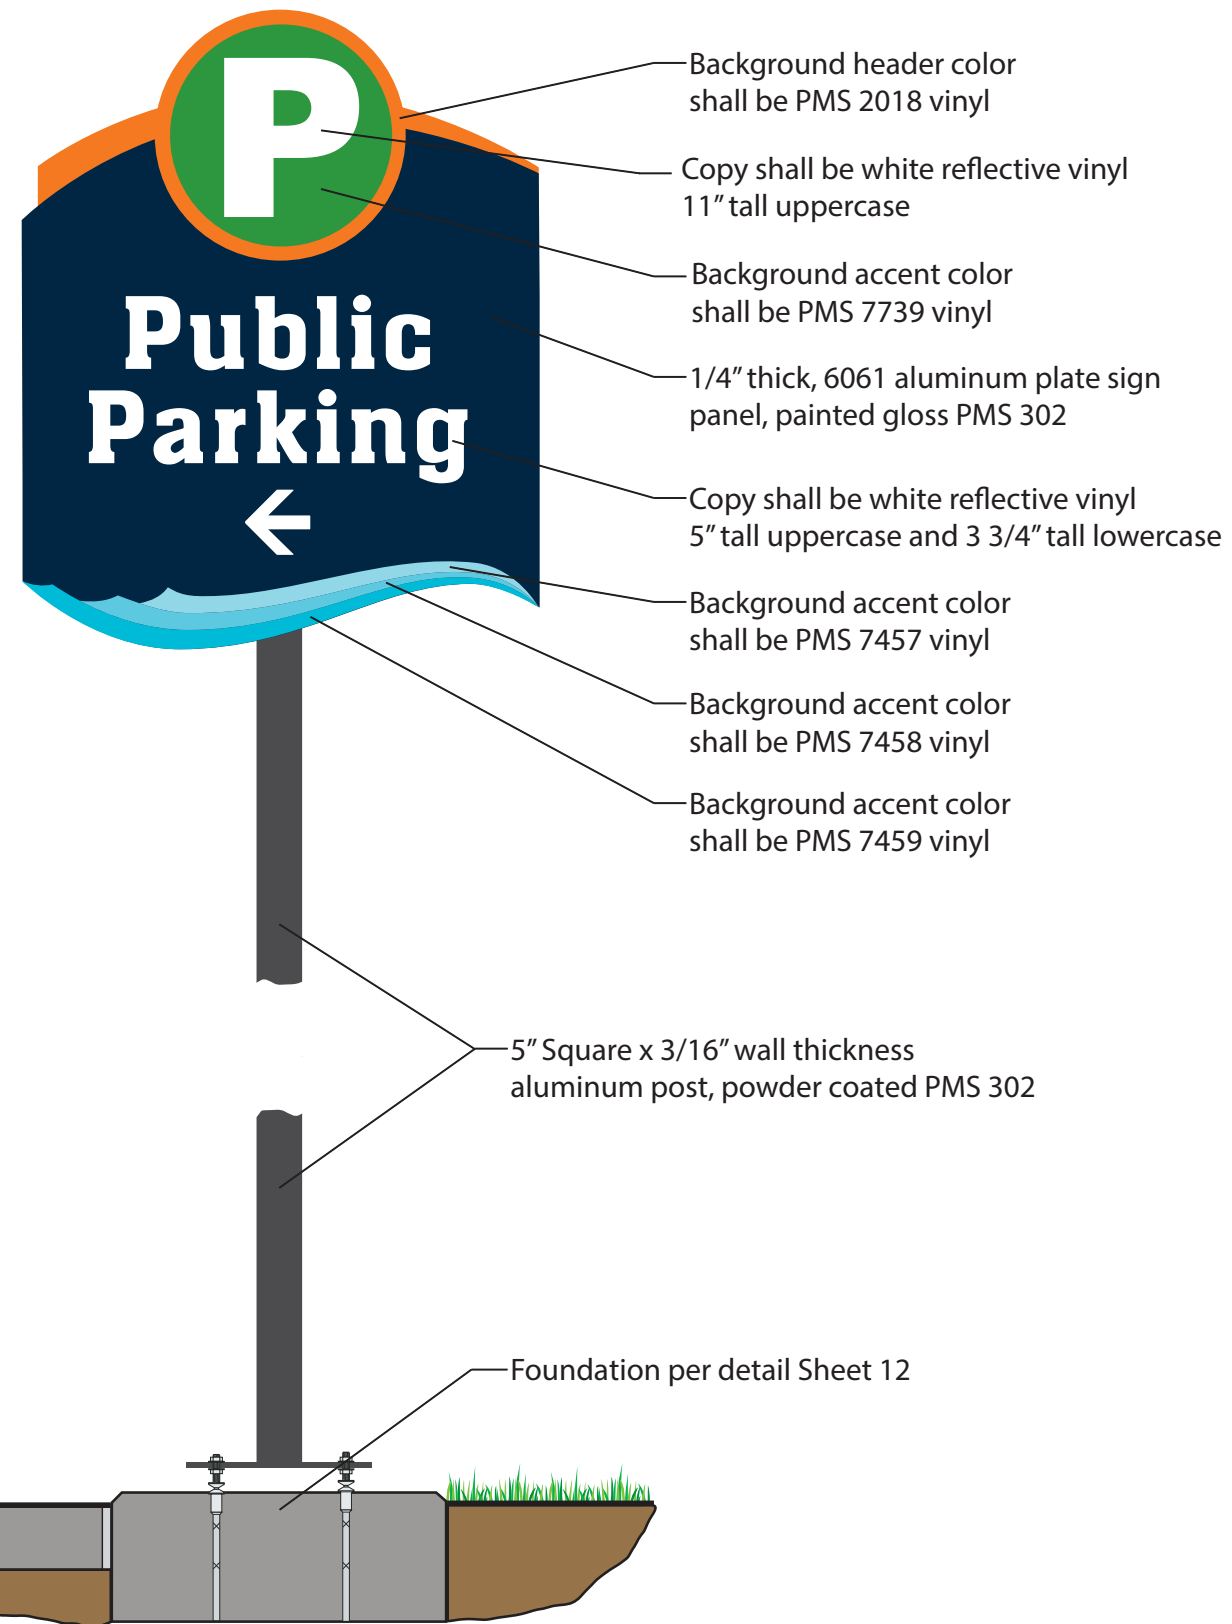 P
Public
Parking
←
Background header color
shall be PMS 2018 vinyl
Copy shall be white reflective vinyl
11" tall uppercase
Background accent color
shall be PMS 7739 vinyl
1/4" thick, 6061 aluminum plate sign
panel, painted gloss PMS 302
Copy shall be white reflective vinyl
5" tall uppercase and 3 3/4" tall lowercase
Background accent color
shall be PMS 7457 vinyl
Background accent color
shall be PMS 7458 vinyl
Background accent color
shall be PMS 7459 vinyl
5" Square x 3/16" wall thickness
aluminum post, powder coated PMS 302
Foundation per detail Sheet 12